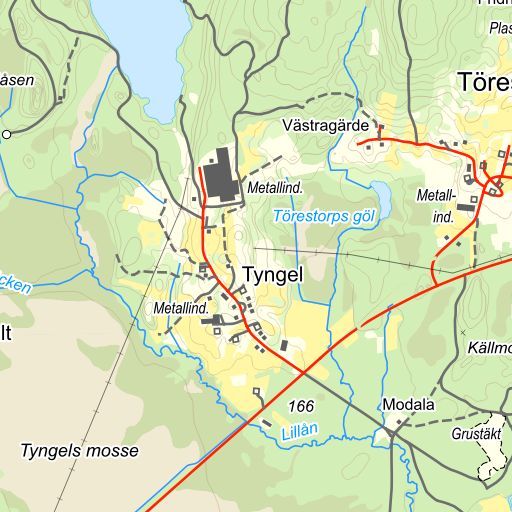 Plas
åsen
Töres
Västragärde
Metallind.
Metall-
ind.
Törestorps göl
Tyngel
cken
Metallind.
lt
Källmo
166
Modala
Lillån
Grustäkt
Tyngels mosse